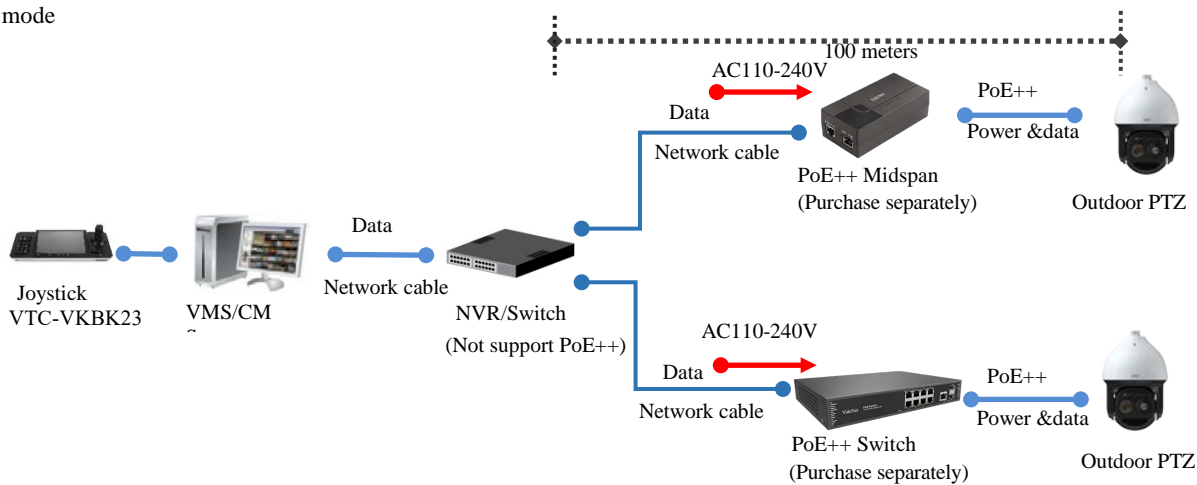 mode
100 meters
AC110-240V
Data
Network cable
PoE++
Power &data
PoE++ Midspan
(Purchase separately)
Outdoor PTZ
Joystick
VTC-VKBK23
VMS/CM
Data
Network cable
NVR/Switch
(Not support PoE++)
AC110-240V
Data
Network cable
PoE++
Power &data
PoE++ Switch
(Purchase separately)
Outdoor PTZ